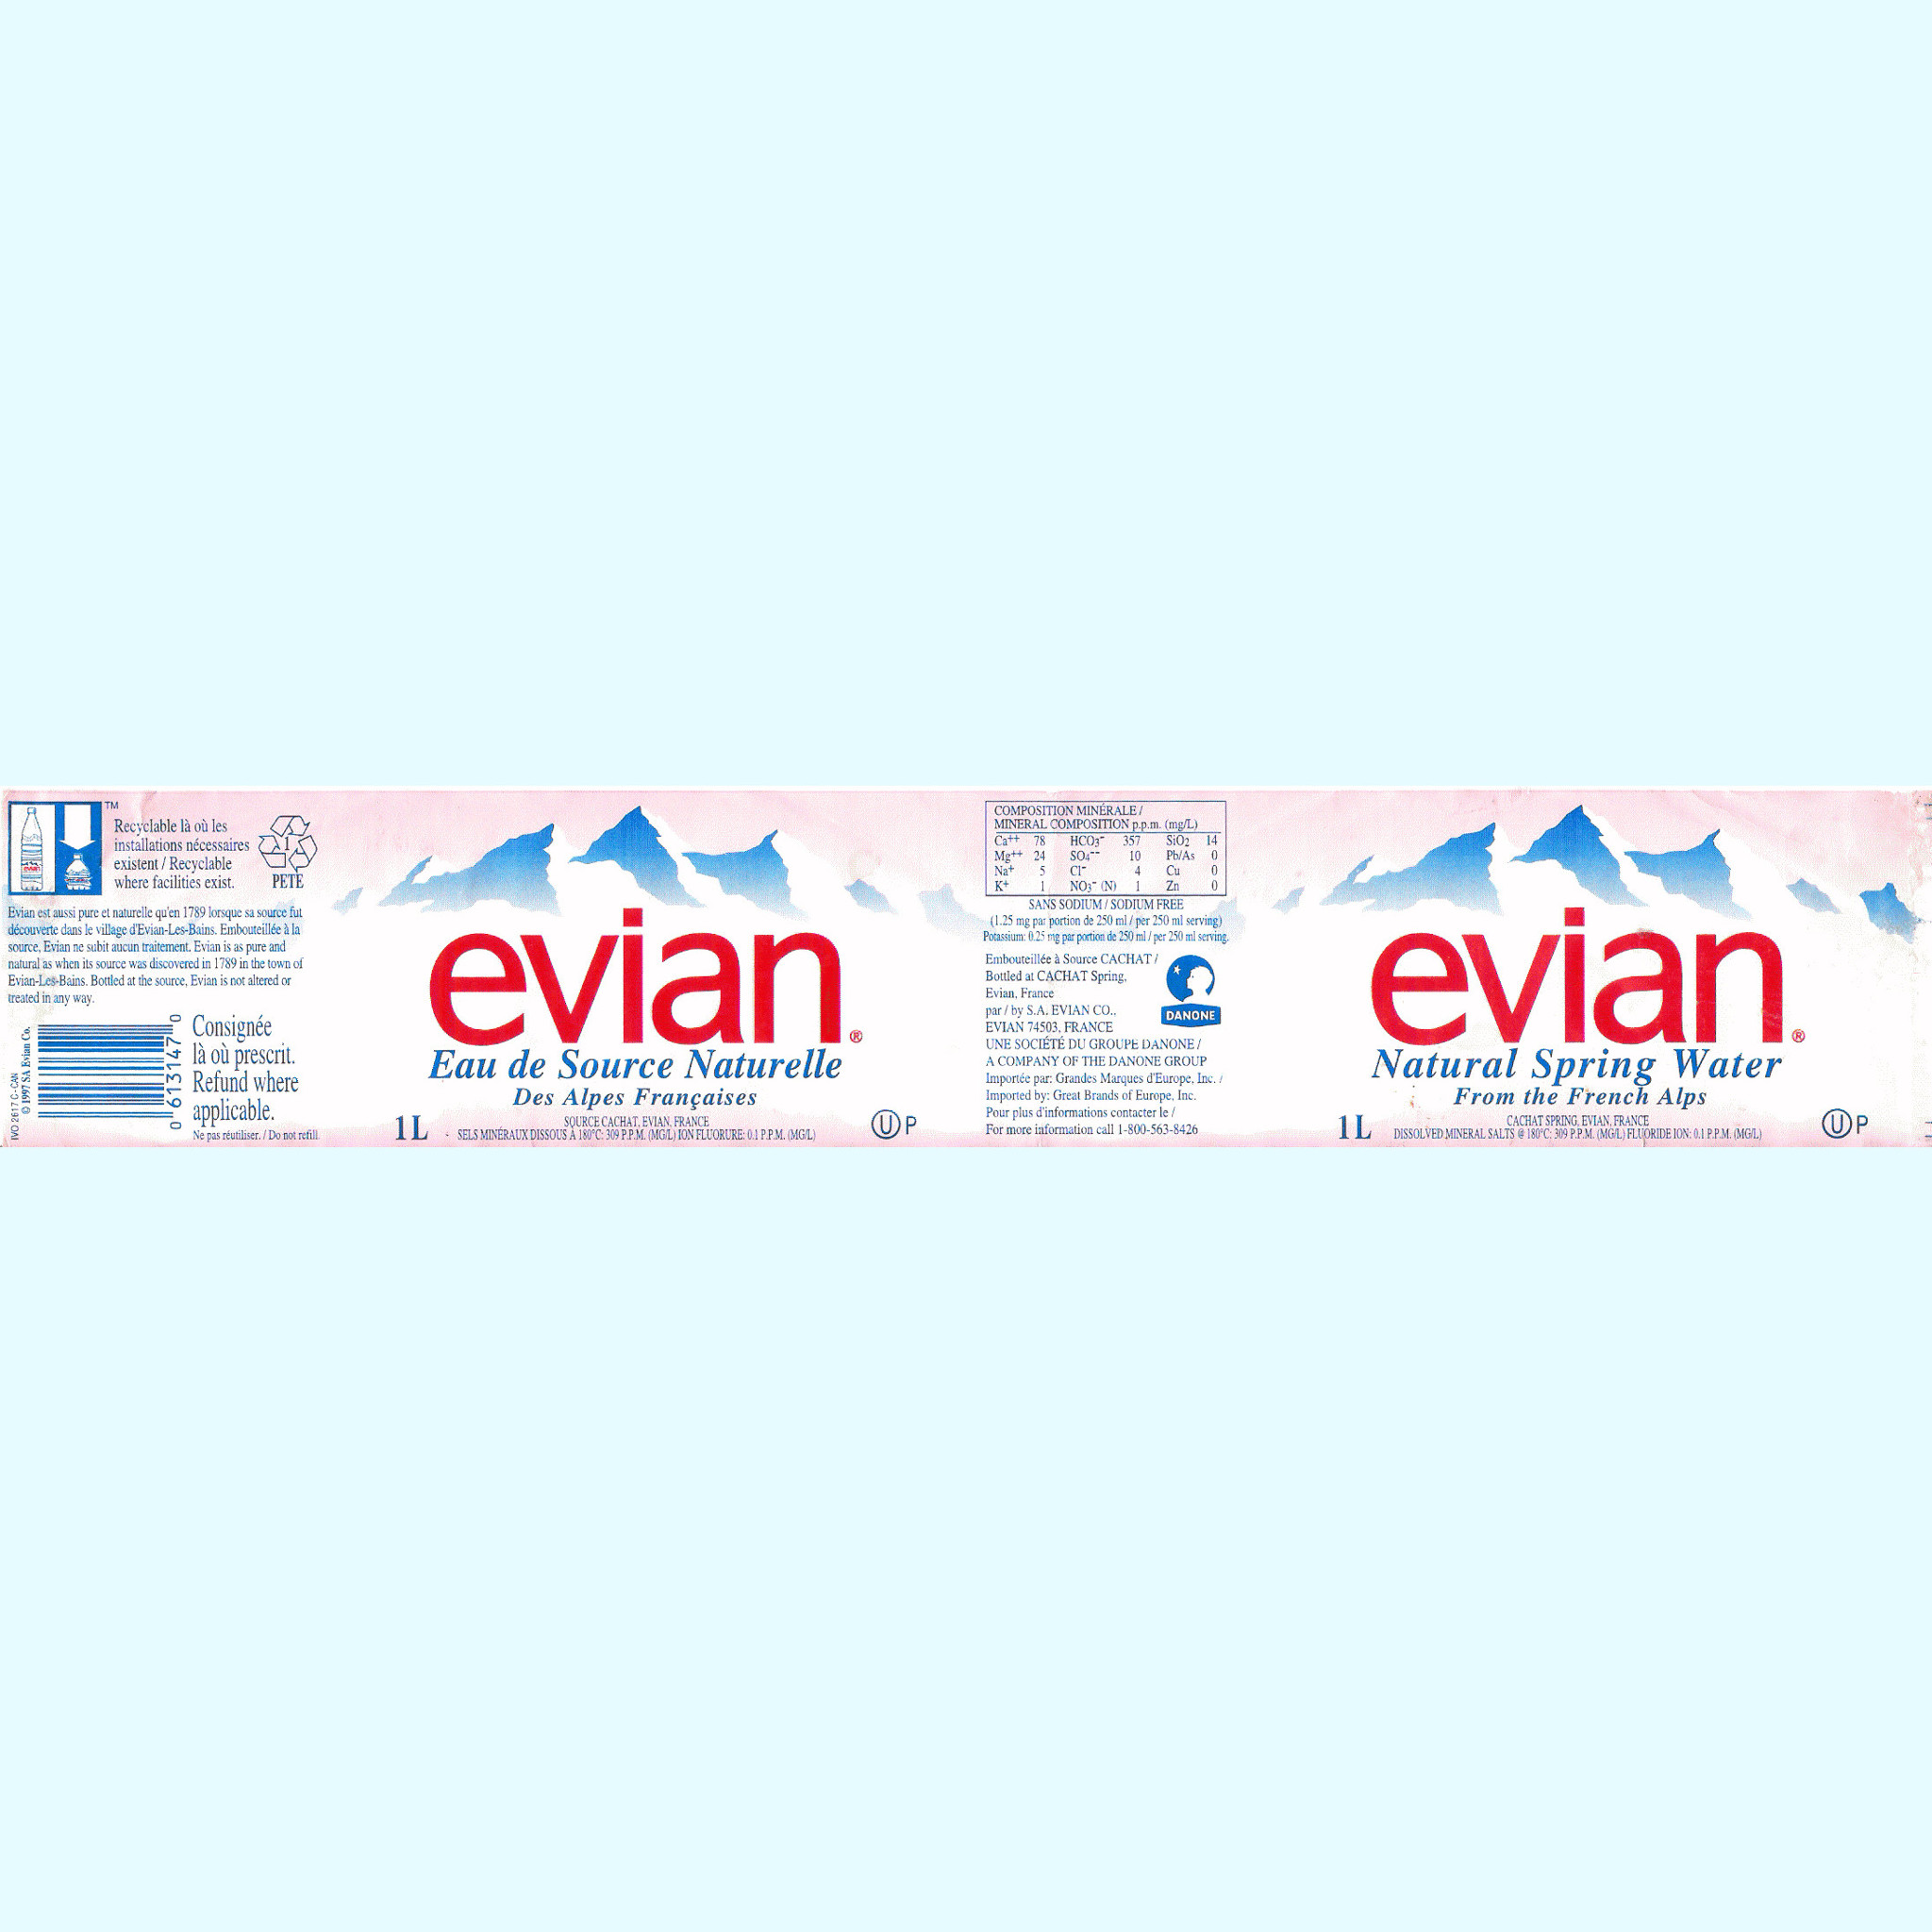 TM
Recyclable là où les
installations nécessaires
existent / Recyclable
where facilities exist.
1
PETE
Evian est aussi pure et naturelle qu'en 1789 lorsque sa source fut
découverte dans le village d'Evian-Les-Bains. Embouteillée à la
source, Evian ne subit aucun traitement. Evian is as pure and
natural as when its source was discovered in 1789 in the town of
Evian-Les-Bains. Bottled at the source, Evian is not altered or
treated in any way.
IVO 2617 C-CAN
© 1997 SA Evian Co.
0 613147 0
Consignée
là où prescrit.
Refund where
applicable.
Ne pas réutiliser. / Do not refill.
evian®
Eau de Source Naturelle
Des Alpes Françaises
1 L
SOURCE CACHAT, EVIAN, FRANCE
SELS MINÉRAUX DISSOUS À 180°C: 309 P.P.M. (MG/L) ION FLUORURE: 0.1 P.P.M. (MG/L)
U P
COMPOSITION MINÉRALE /
MINERAL COMPOSITION p.p.m. (mg/L)
Ca++ 78 HCO3- 357 SiO2 14
Mg++ 24 SO4-- 10 Pb/As 0
Na+ 5 Cl- 4 Cu 0
K+ 1 NO3- (N) 1 Zn 0
SANS SODIUM / SODIUM FREE
(1.25 mg par portion de 250 ml / per 250 ml serving)
Potassium: 0.25 mg par portion de 250 ml / per 250 ml serving.
Embouteillée à Source CACHAT /
Bottled at CACHAT Spring,
Evian, France
par / by S.A. EVIAN CO.,
EVIAN 74503, FRANCE
UNE SOCIÉTÉ DU GROUPE DANONE /
A COMPANY OF THE DANONE GROUP
Importée par: Grandes Marques d'Europe, Inc. /
Imported by: Great Brands of Europe, Inc.
Pour plus d'informations contacter le /
For more information call 1-800-563-8426
DANONE
evian®
Natural Spring Water
From the French Alps
1 L
CACHAT SPRING, EVIAN, FRANCE
DISSOLVED MINERAL SALTS @ 180°C: 309 P.P.M. (MG/L) FLUORIDE ION: 0.1 P.P.M. (MG/L)
U P